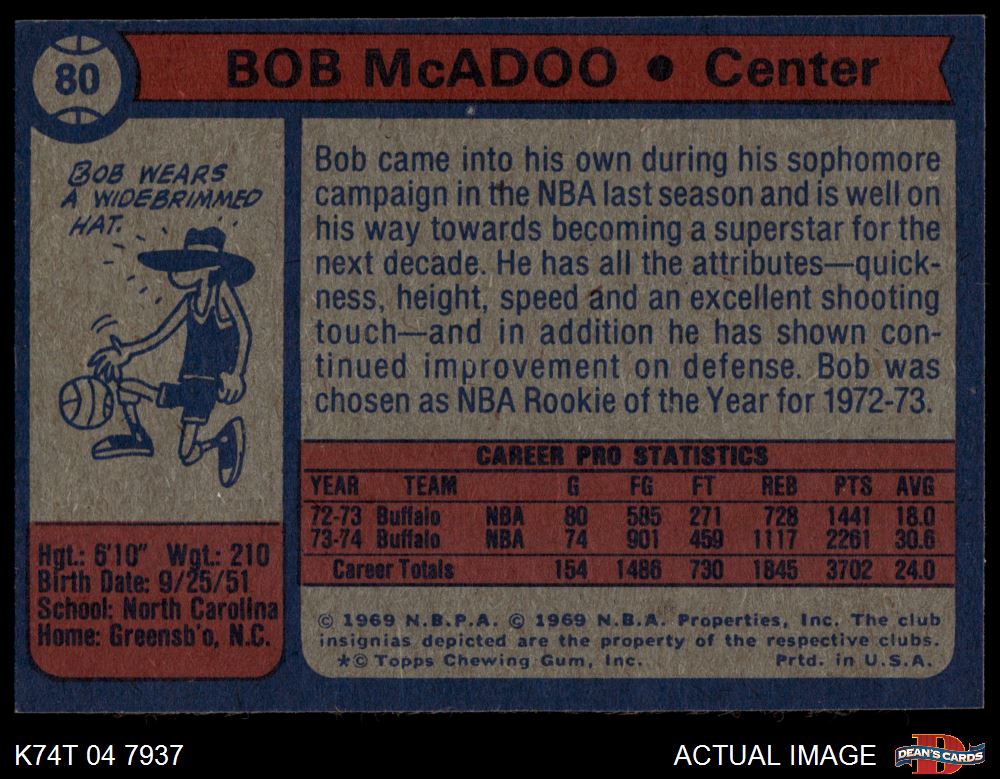 80
BOB McADOO • Center
BOB WEARS
A WIDEBRIMMED
HAT.
Bob came into his own during his sophomore
campaign in the NBA last season and is well on
his way towards becoming a superstar for the
next decade. He has all the attributes—quick-
ness, height, speed and an excellent shooting
touch—and in addition he has shown con-
tinued improvement on defense. Bob was
chosen as NBA Rookie of the Year for 1972-73.
CAREER PRO STATISTICS
YEAR TEAM G FG FT REB PTS AVG
72-73 Buffalo NBA 80 585 271 728 1441 18.0
73-74 Buffalo NBA 74 901 459 1117 2261 30.6
Career Totals 154 1486 730 1845 3702 24.0
Hgt.: 6'10" Wgt.: 210
Birth Date: 9/25/51
School: North Carolina
Home: Greensb'o, N.C.
© 1969 N.B.P.A. © 1969 N.B.A. Properties, Inc. The club
insignias depicted are the property of the respective clubs.
*© Topps Chewing Gum, Inc. Prtd. in U.S.A.
K74T 04 7937
ACTUAL IMAGE
D
DEAN'S CARDS